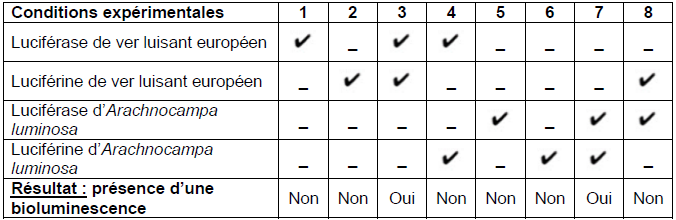 Conditions expérimentales 1 2 3 4 5 6 7 8
Luciférase de ver luisant européen ✔ – ✔ ✔ – – – –
Luciférine de ver luisant européen – ✔ ✔ – – – – ✔
Luciférase d’Arachnocampa
luminosa – – – – ✔ – ✔ ✔
Luciférine d’Arachnocampa
luminosa – – – ✔ – ✔ ✔ –
Résultat : présence d’une
bioluminescence Non Non Oui Non Non Non Oui Non